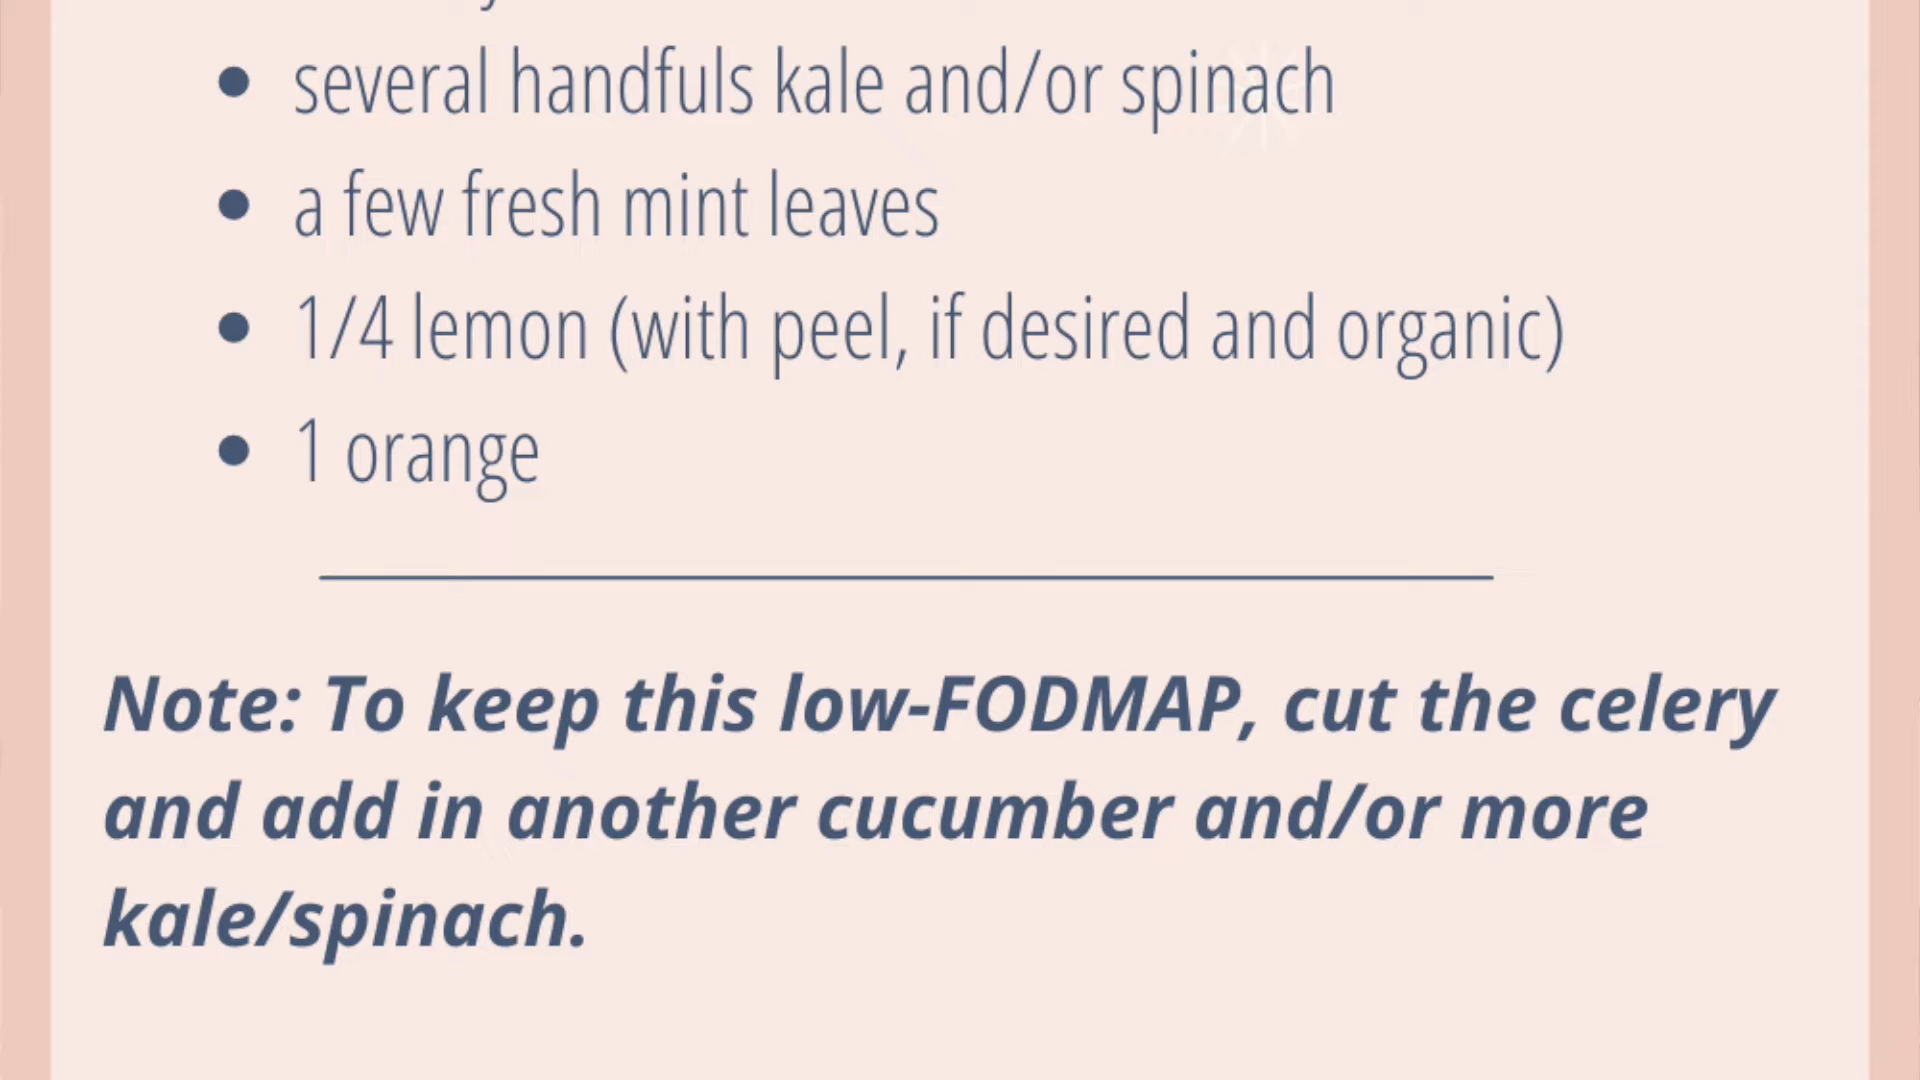 • several handfuls kale and/or spinach
• a few fresh mint leaves
• 1/4 lemon (with peel, if desired and organic)
• 1 orange
Note: To keep this low-FODMAP, cut the celery
and add in another cucumber and/or more
kale/spinach.